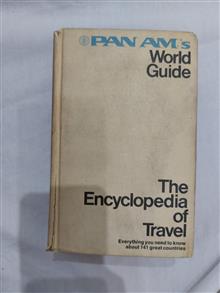 PAN AM's
World
Guide
The
Encyclopedia
of
Travel
Everything you need to know
about 141 great countries